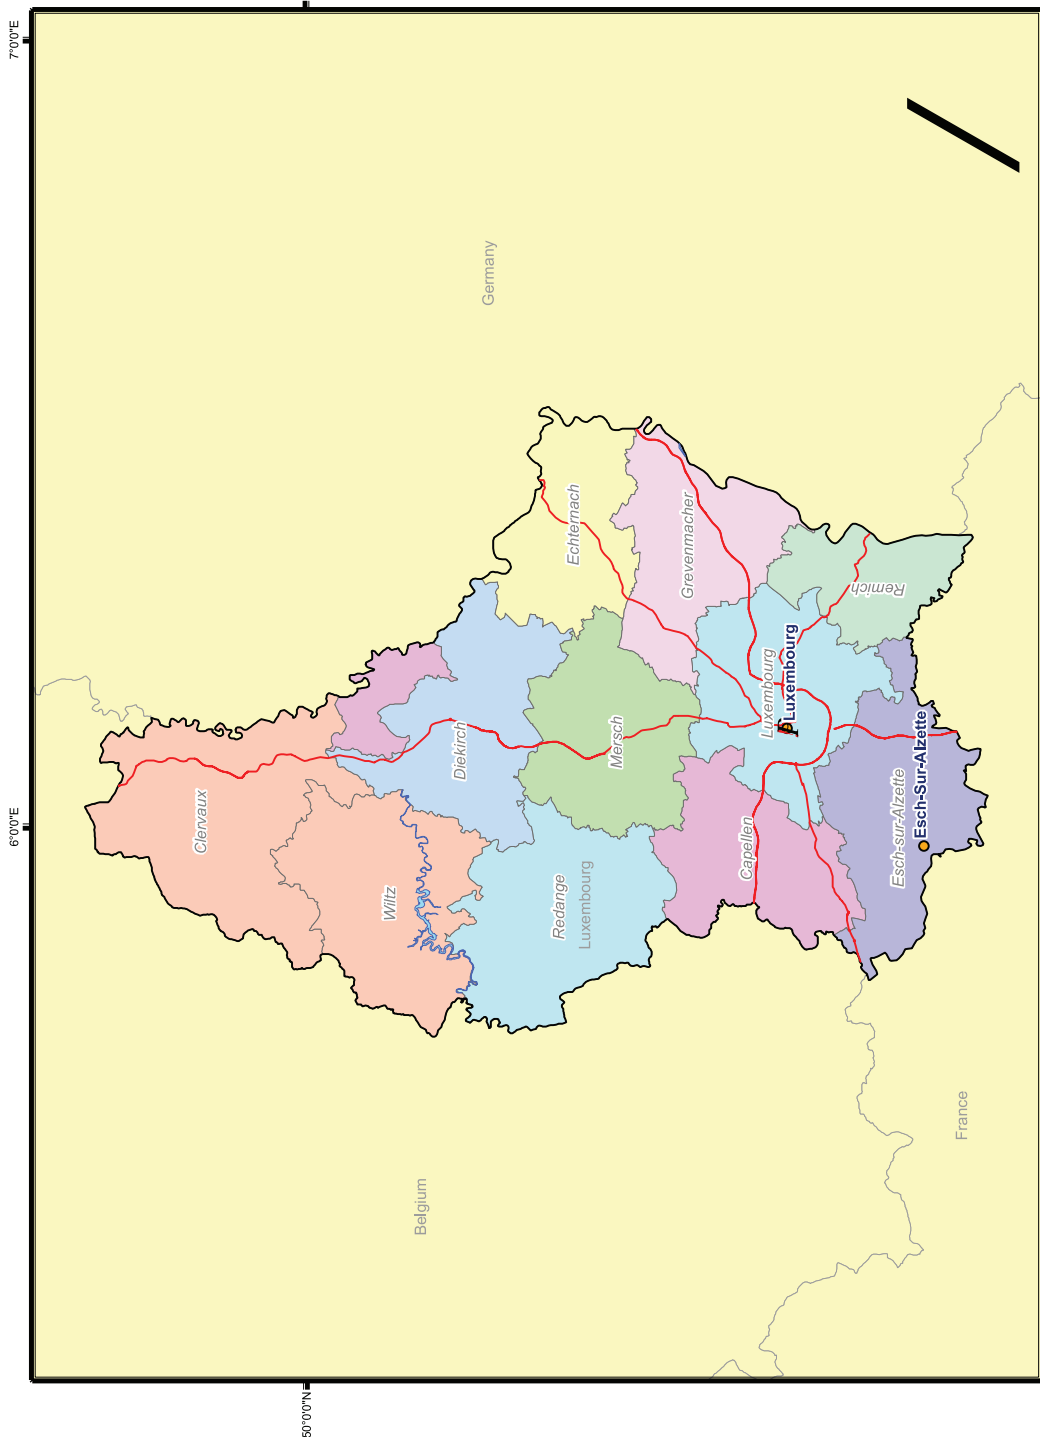 7°0'0"E
6°0'0"E
50°0'0"N
Germany
Belgium
France
Clervaux
Wiltz
Diekirch
Echternach
Redange
Luxembourg
Mersch
Grevenmacher
Capellen
Luxembourg
Luxembourg
Remich
Esch-sur-Alzette
Esch-Sur-Alzette